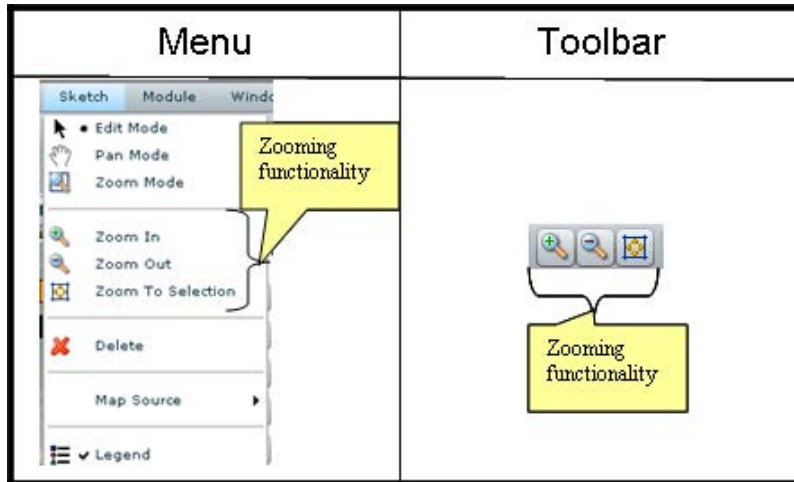 Menu
Toolbar
Sketch Module
Edit Mode
Pan Mode
Zoom Mode
Zooming
functionality
Zoom In
Zoom Out
Zoom To Selection
Delete
Map Source
Legend
Zooming
functionality